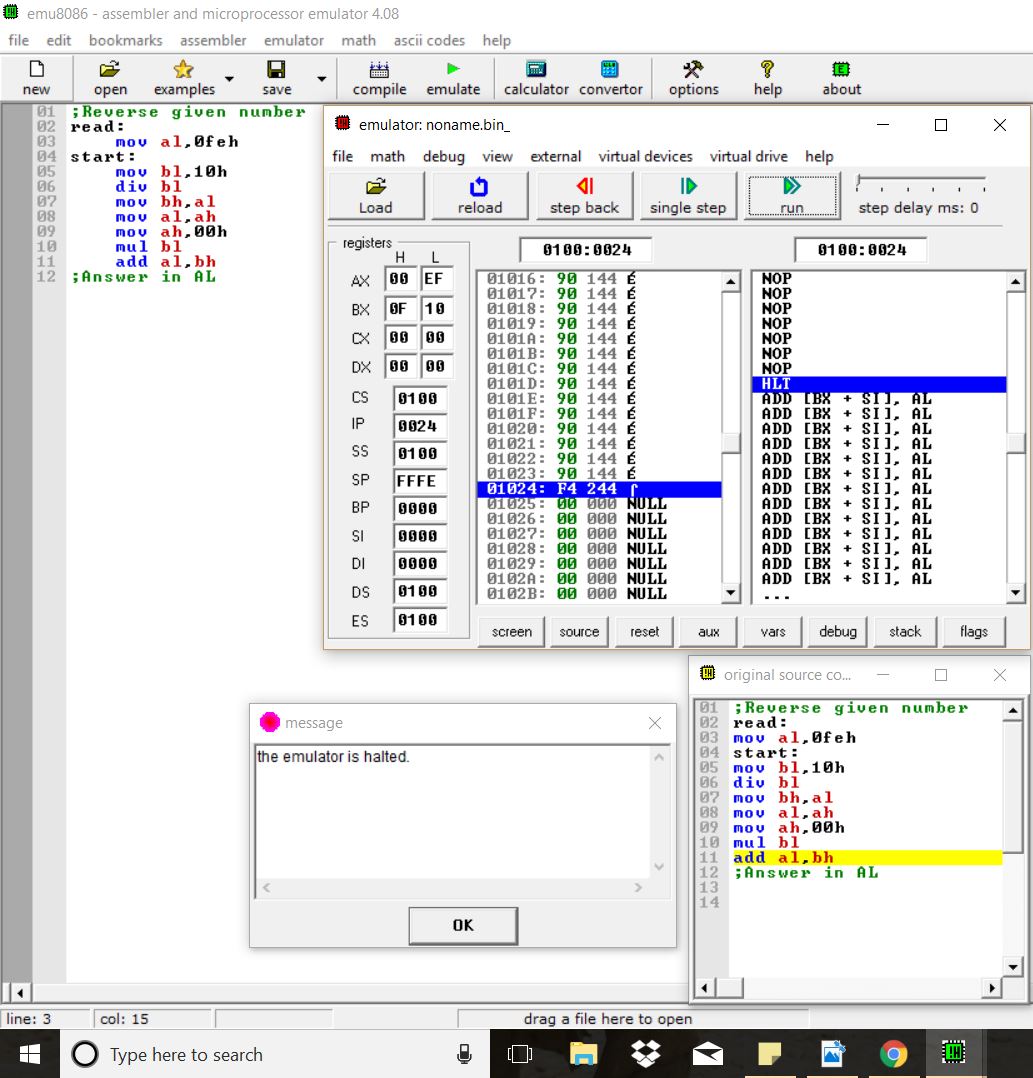 emu8086 - assembler and microprocessor emulator 4.08
file edit bookmarks assembler emulator math ascii codes help
new open examples save compile emulate calculator convertor options help about
01 ;Reverse given number
02 read:
03 mov al,0feh
04 start:
05 mov bl,10h
06 div bl
07 mov bh,al
08 mov al,ah
09 mov ah,00h
10 mul bl
11 add al,bh
12 ;Answer in AL
emulator: noname.bin_
file math debug view external virtual devices virtual drive help
Load reload step back single step run step delay ms: 0
registers
H L
AX 00 EF
BX 0F 10
CX 00 00
DX 00 00
CS 0100
IP 0024
SS 0100
SP FFFE
BP 0000
SI 0000
DI 0000
DS 0100
ES 0100
0100:0024
01016: 90 144 É
01017: 90 144 É
01018: 90 144 É
01019: 90 144 É
0101A: 90 144 É
0101B: 90 144 É
0101C: 90 144 É
0101D: 90 144 É
0101E: 90 144 É
0101F: 90 144 É
01020: 90 144 É
01021: 90 144 É
01022: 90 144 É
01023: 90 144 É
01024: F4 244 ⌠
01025: 00 000 NULL
01026: 00 000 NULL
01027: 00 000 NULL
01028: 00 000 NULL
01029: 00 000 NULL
0102A: 00 000 NULL
0102B: 00 000 NULL
0100:0024
NOP
NOP
NOP
NOP
NOP
NOP
NOP
HLT
ADD [BX + SI], AL
ADD [BX + SI], AL
ADD [BX + SI], AL
ADD [BX + SI], AL
ADD [BX + SI], AL
ADD [BX + SI], AL
ADD [BX + SI], AL
ADD [BX + SI], AL
ADD [BX + SI], AL
ADD [BX + SI], AL
ADD [BX + SI], AL
ADD [BX + SI], AL
ADD [BX + SI], AL
...
screen source reset aux vars debug stack flags
original source co...
01 ;Reverse given number
02 read:
03 mov al,0feh
04 start:
05 mov bl,10h
06 div bl
07 mov bh,al
08 mov al,ah
09 mov ah,00h
10 mul bl
11 add al,bh
12 ;Answer in AL
13
14
message
the emulator is halted.
OK
line: 3 col: 15 drag a file here to open
Type here to search